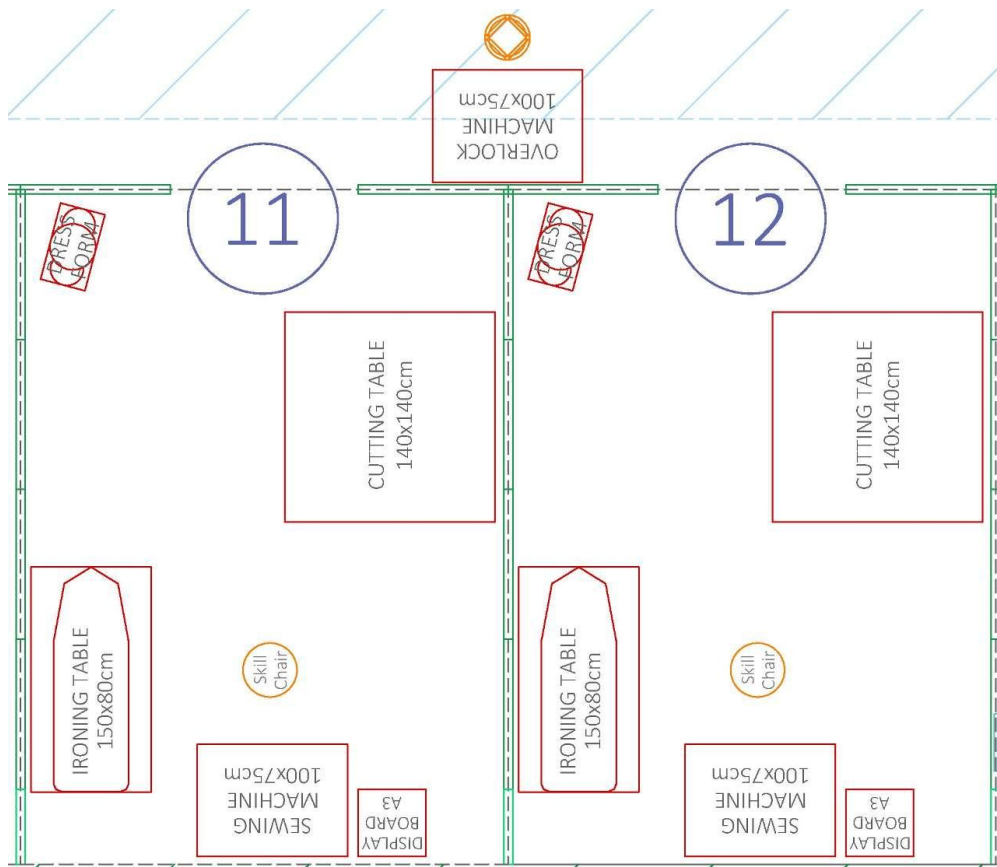 OVERLOCK
MACHINE
100x75cm
11
12
DRESS
FORM
DRESS
FORM
CUTTING TABLE
140x140cm
CUTTING TABLE
140x140cm
IRONING TABLE
150x80cm
Skill
Chair
IRONING TABLE
150x80cm
Skill
Chair
SEWING
MACHINE
100x75cm
DISPLAY
BOARD
A3
SEWING
MACHINE
100x75cm
DISPLAY
BOARD
A3